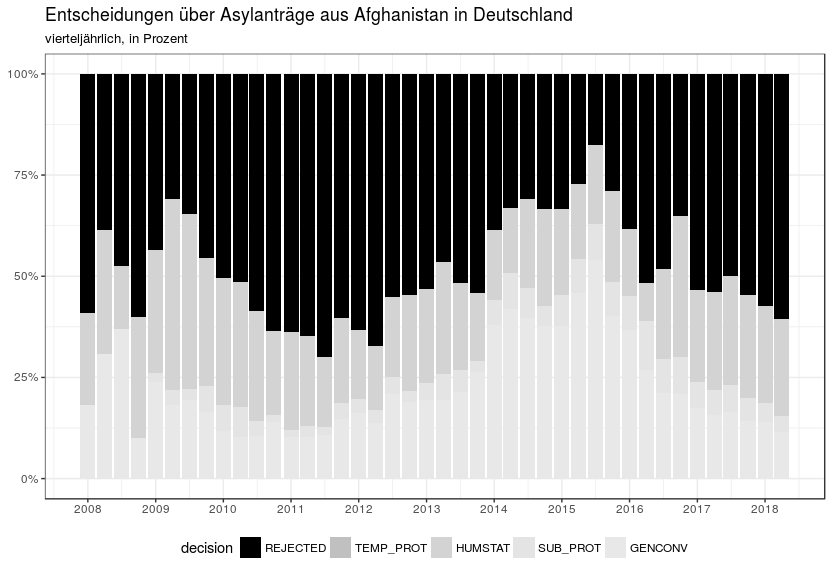 Entscheidungen über Asylanträge aus Afghanistan in Deutschland
vierteljährlich, in Prozent
100%
75%
50%
25%
0%
2008 2009 2010 2011 2012 2013 2014 2015 2016 2017 2018
decision REJECTED TEMP_PROT HUMSTAT SUB_PROT GENCONV